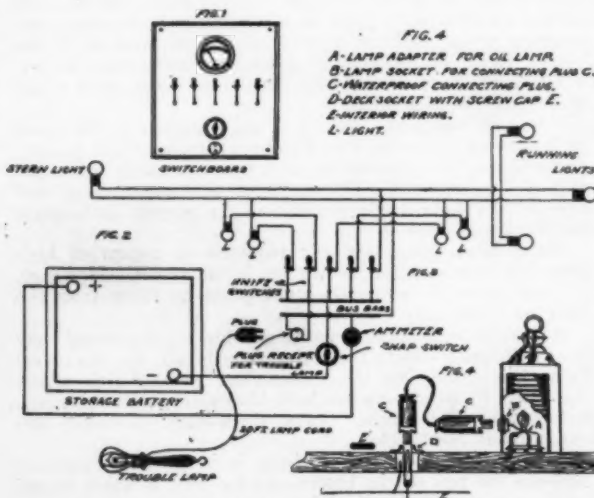 FIG. 1
SWITCHBOARD
FIG. 4
A-LAMP ADAPTER FOR OIL LAMP.
B-LAMP SOCKET FOR CONNECTING PLUG C.
C-WATERPROOF CONNECTING PLUG.
D-DECK SOCKET WITH SCREW CAP E.
E-INTERIOR WIRING.
L-LIGHT.
STERN LIGHT
RUNNING
LIGHTS
L
L
L
L
FIG. 2
+
-
STORAGE BATTERY
KNIFE
SWITCHES
FIG. 3
BUS BARS
PLUG
PLUG RECEPT
FOR TROUBLE
LAMP
AMMETER
SNAP SWITCH
50FT LAMP CORD
TROUBLE LAMP
FIG. 4
C
C
B
A
E
D
F